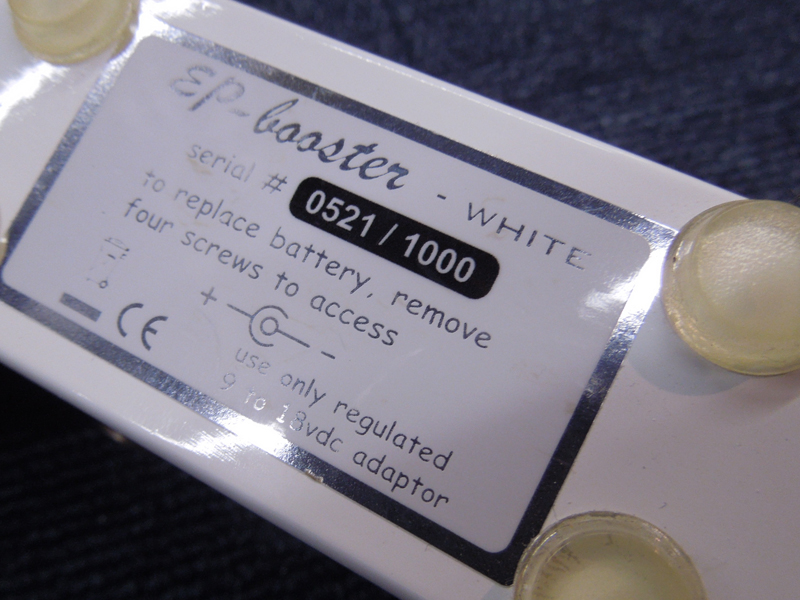 EP-booster - WHITE
serial # 0521 / 1000
to replace battery, remove
four screws to access
+ -
CE
use only regulated
9 to 18vdc adaptor